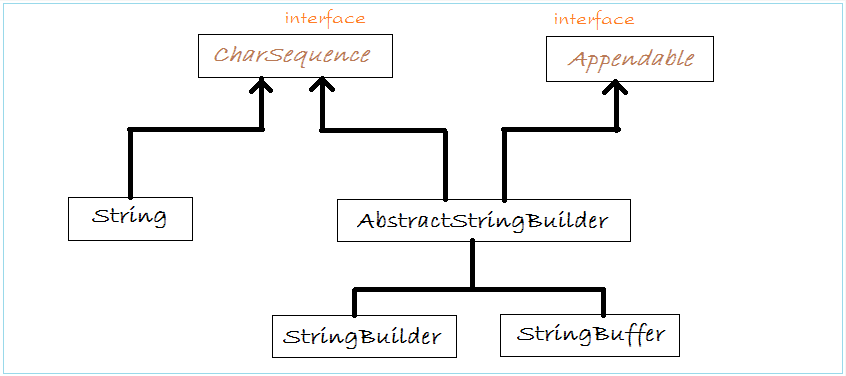 interface
interface
CharSequence
Appendable
String
AbstractStringBuilder
StringBuilder
StringBuffer